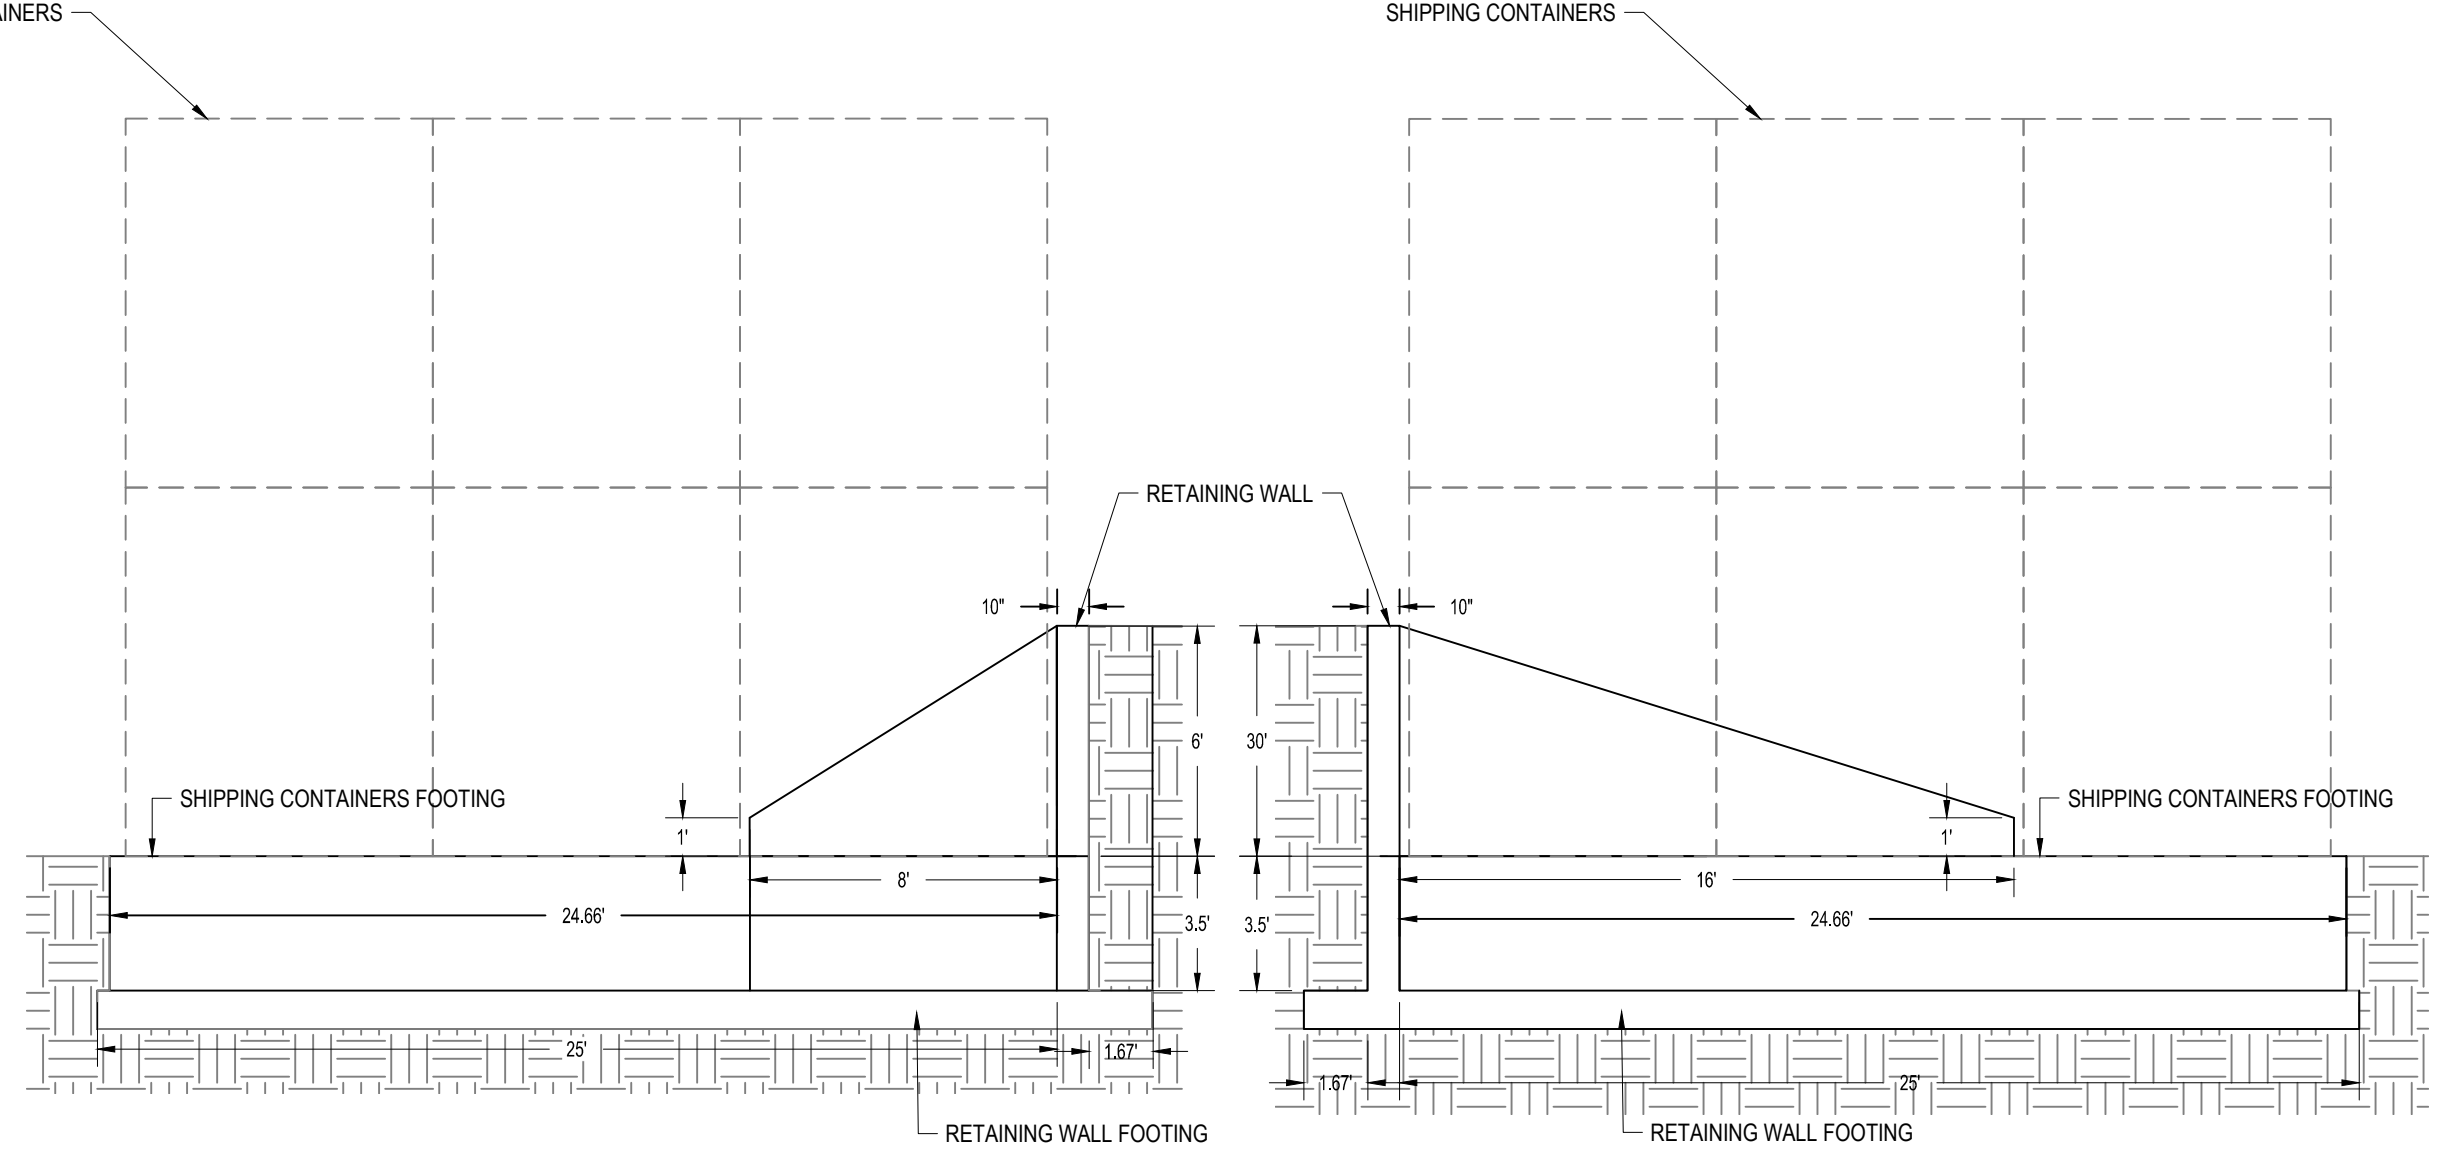 AINERS
SHIPPING CONTAINERS
RETAINING WALL
10"
10"
6'
30'
SHIPPING CONTAINERS FOOTING
SHIPPING CONTAINERS FOOTING
1'
1'
8'
16'
24.66'
24.66'
3.5'
3.5'
25'
1.67'
1.67'
25'
RETAINING WALL FOOTING
RETAINING WALL FOOTING